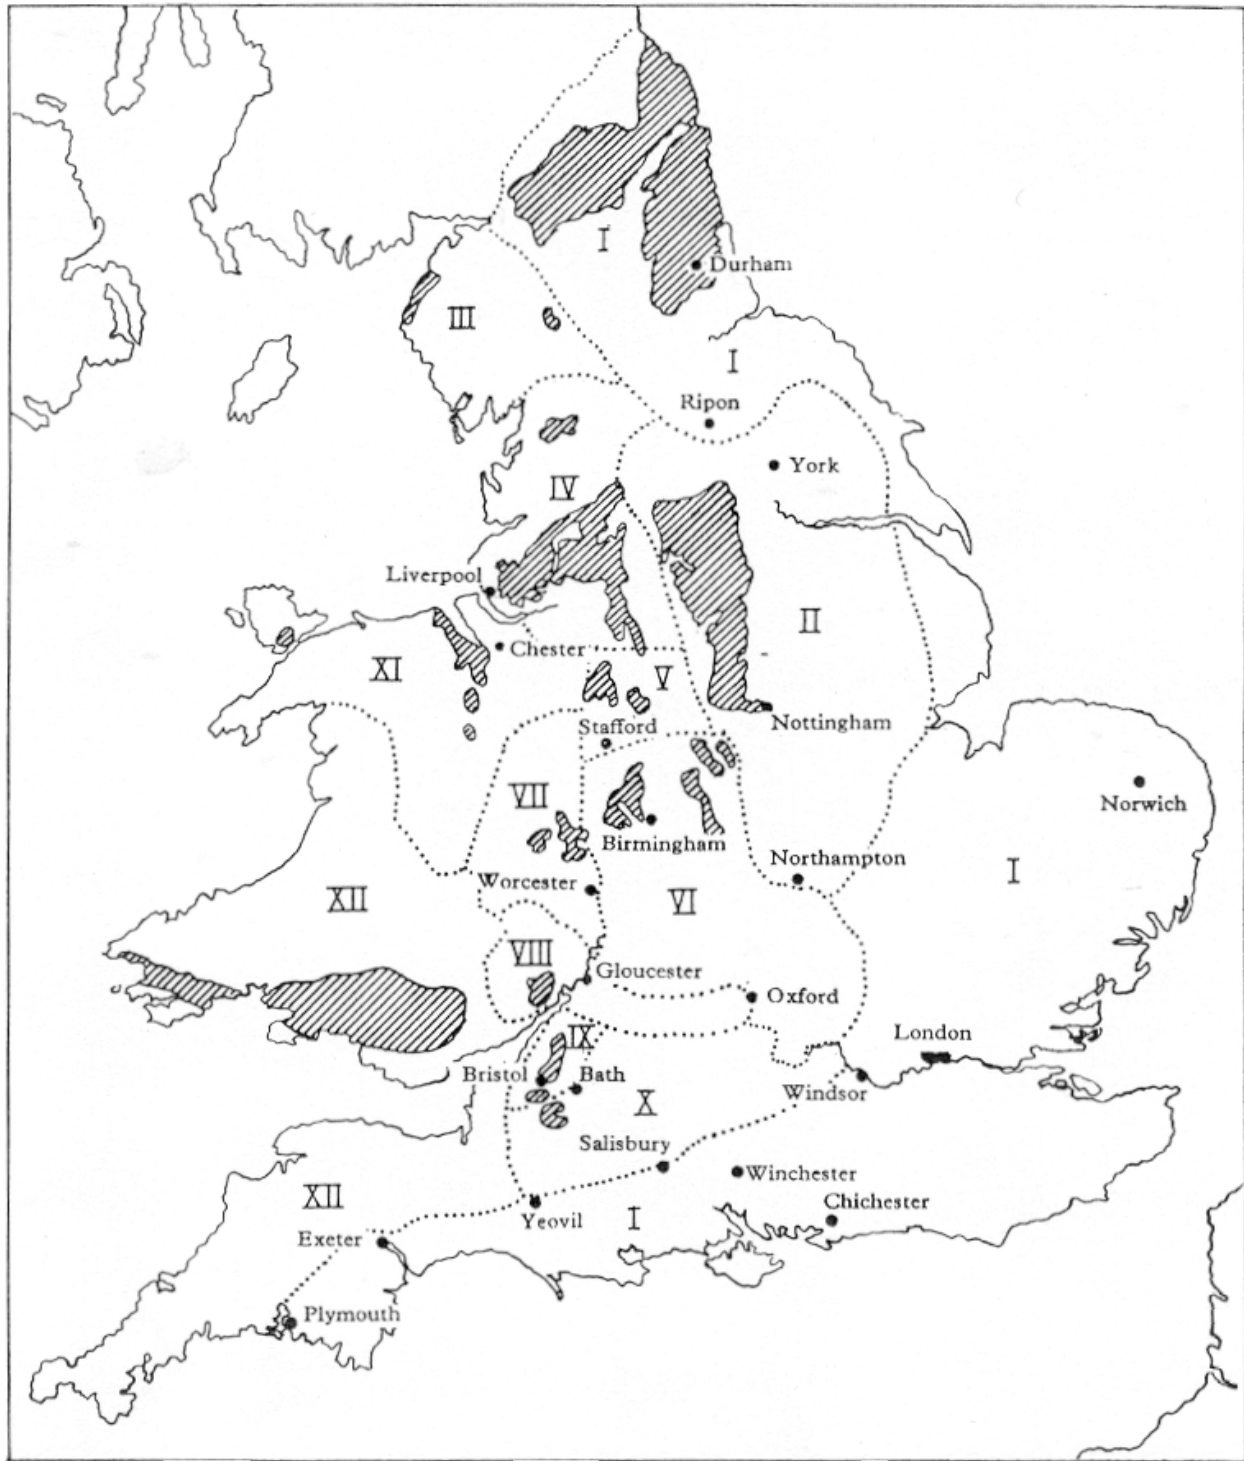 I
Durham
III
I
Ripon
York
IV
Liverpool
II
Chester
XI
V
Nottingham
Stafford
VII
Norwich
Birmingham
Northampton
I
Worcester
XII
VI
VIII
Gloucester
Oxford
London
IX
Bristol
Bath
Windsor
X
Salisbury
Winchester
XII
Chichester
Yeovil
I
Exeter
Plymouth